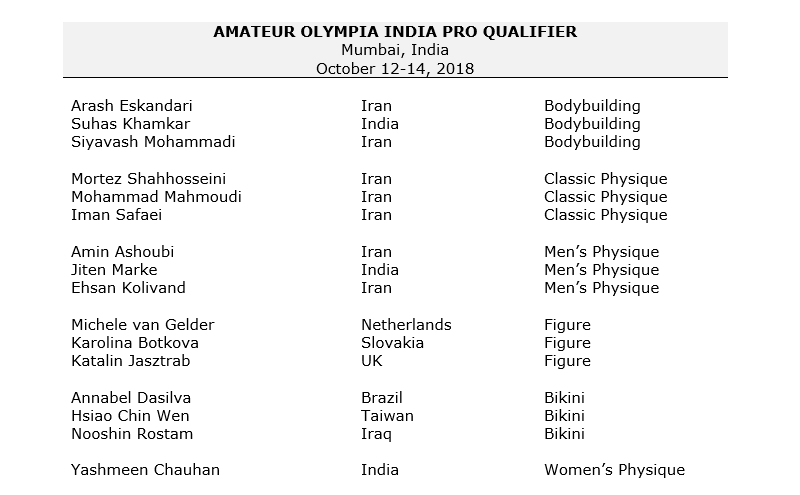 AMATEUR OLYMPIA INDIA PRO QUALIFIER
Mumbai, India
October 12-14, 2018
Arash Eskandari Iran Bodybuilding
Suhas Khamkar India Bodybuilding
Siyavash Mohammadi Iran Bodybuilding
Mortez Shahhosseini Iran Classic Physique
Mohammad Mahmoudi Iran Classic Physique
Iman Safaei Iran Classic Physique
Amin Ashoubi Iran Men’s Physique
Jiten Marke India Men’s Physique
Ehsan Kolivand Iran Men’s Physique
Michele van Gelder Netherlands Figure
Karolina Botkova Slovakia Figure
Katalin Jasztrab UK Figure
Annabel Dasilva Brazil Bikini
Hsiao Chin Wen Taiwan Bikini
Nooshin Rostam Iraq Bikini
Yashmeen Chauhan India Women’s Physique